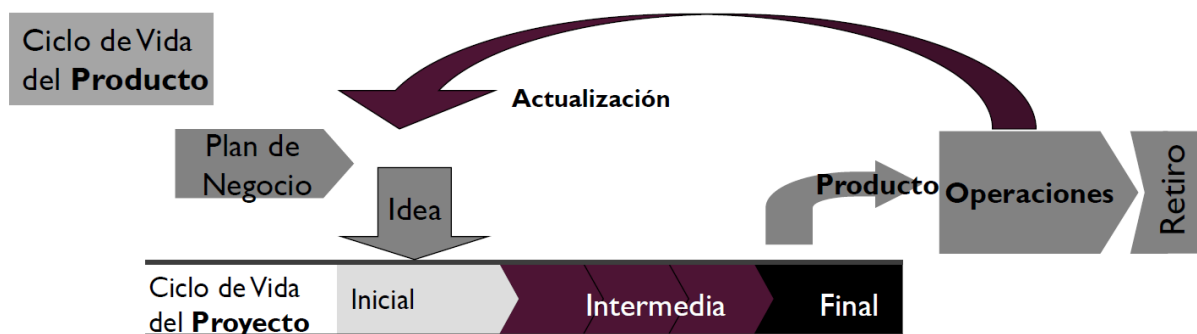 Ciclo de Vida
del Producto
Actualización
Plan de
Negocio
Idea
Producto
Operaciones
Retiro
Ciclo de Vida
del Proyecto
Inicial
Intermedia
Final